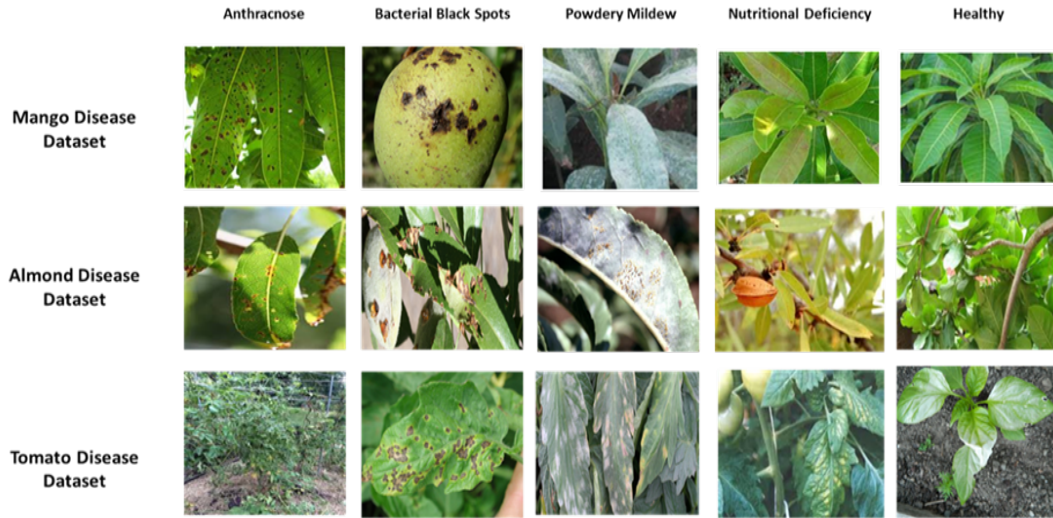 Anthracnose
Bacterial Black Spots
Powdery Mildew
Nutritional Deficiency
Healthy
Mango Disease
Dataset
Almond Disease
Dataset
Tomato Disease
Dataset